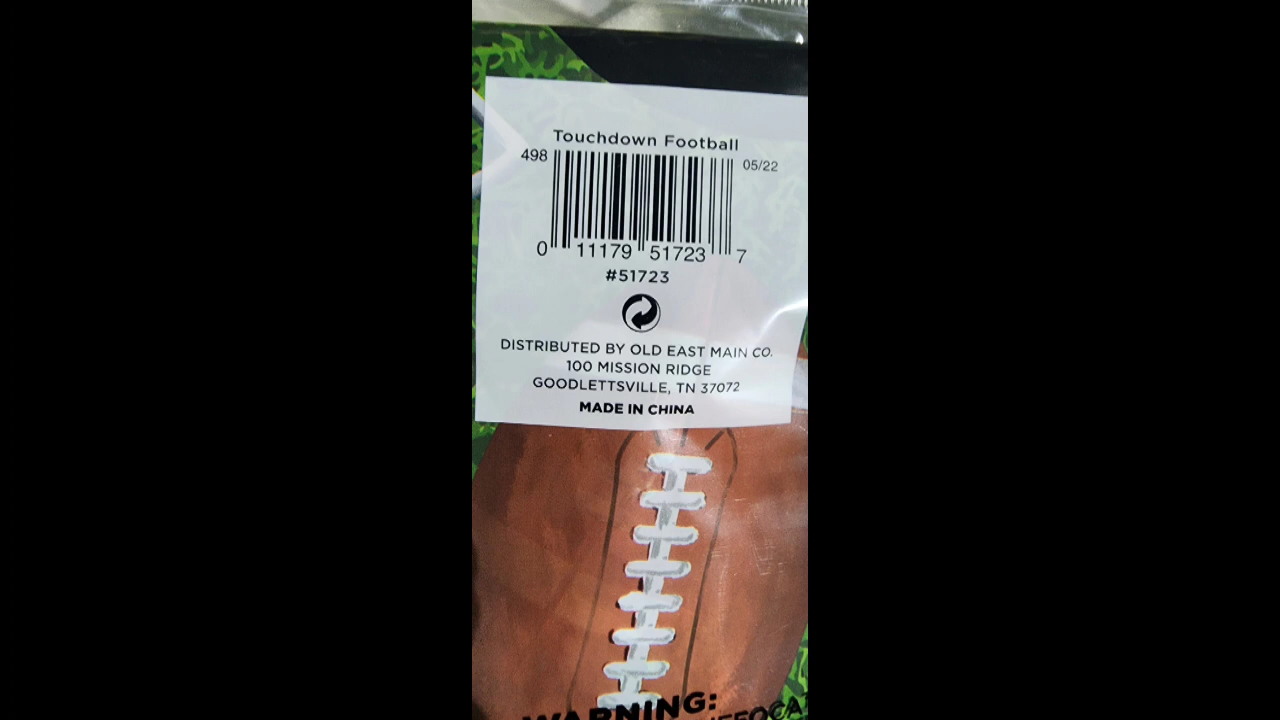 Touchdown Football
498
05/22
0 11179 51723 7
#51723
DISTRIBUTED BY OLD EAST MAIN CO.
100 MISSION RIDGE
GOODLETTSVILLE, TN 37072
MADE IN CHINA
WARNING: